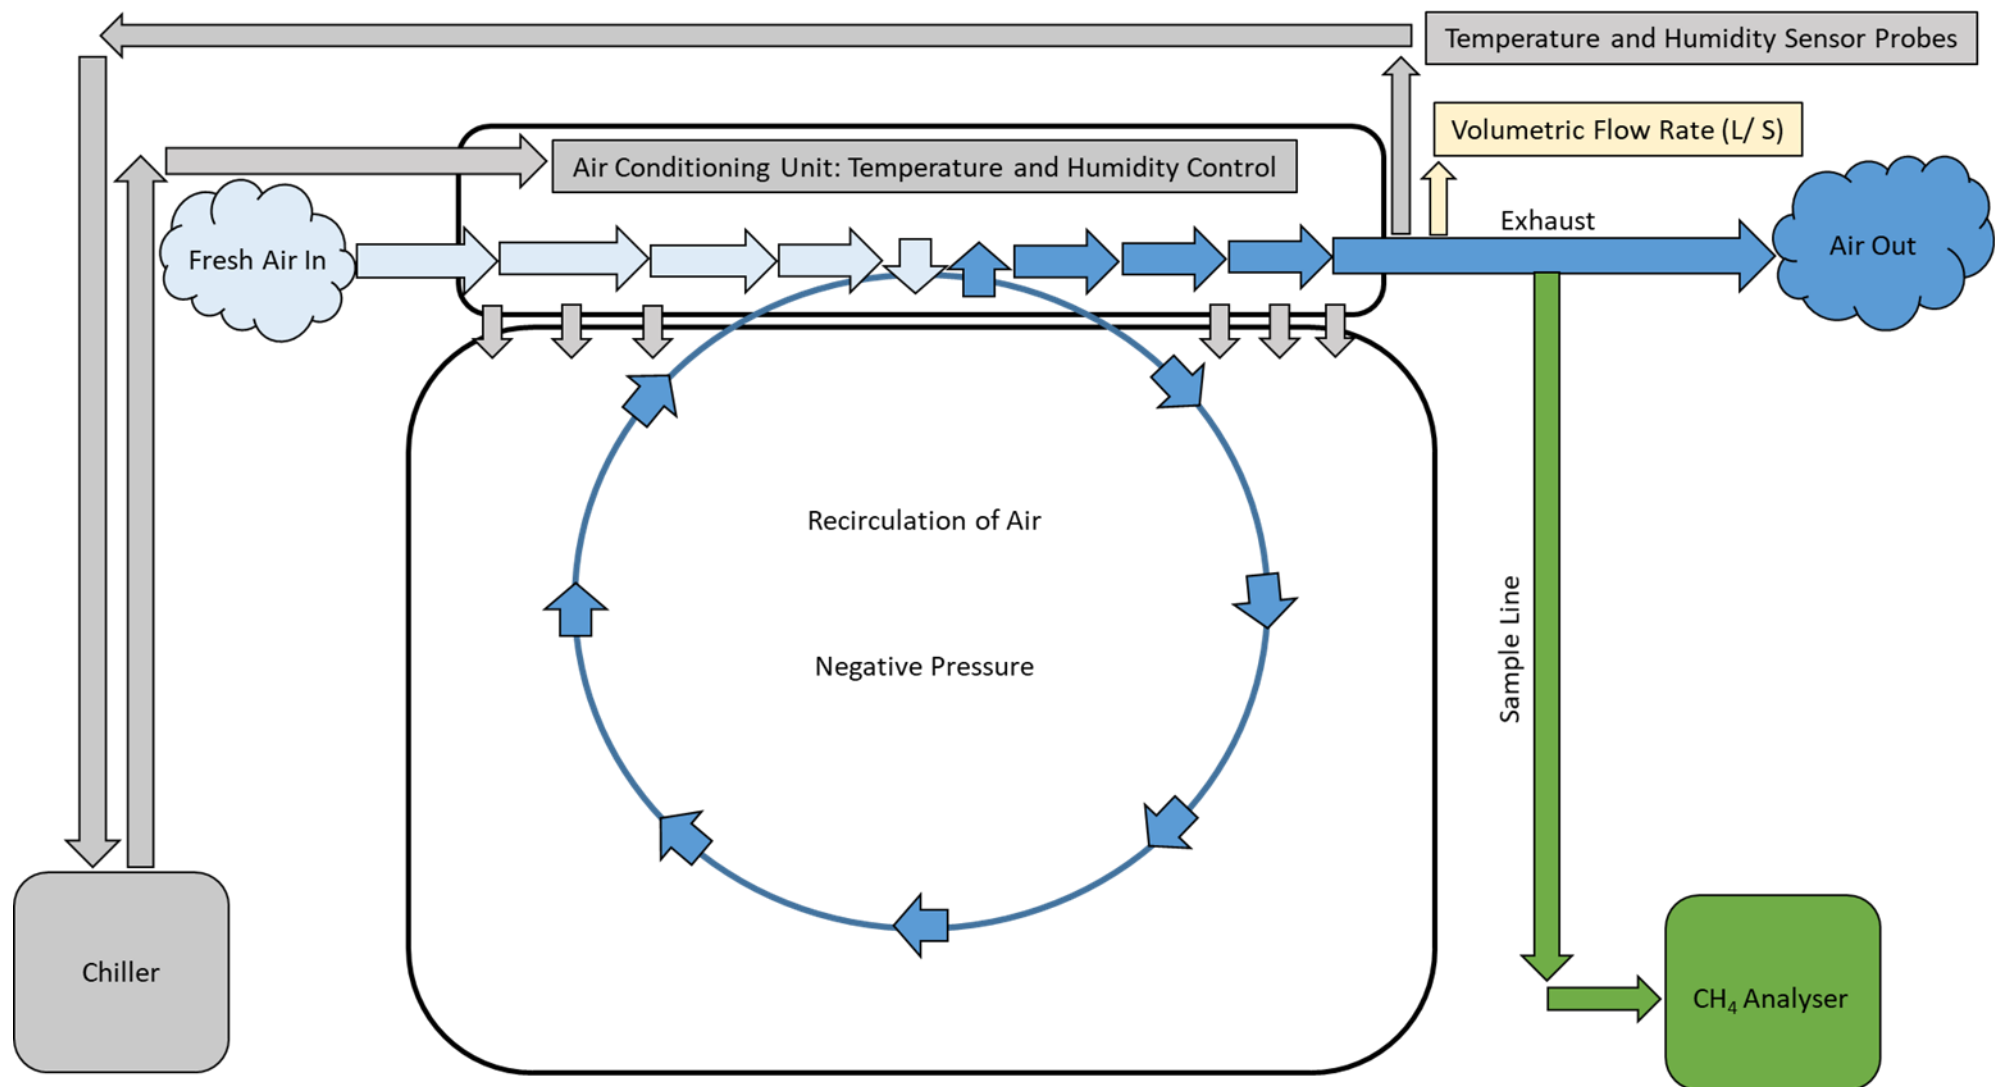 Temperature and Humidity Sensor Probes
Volumetric Flow Rate (L/ S)
Air Conditioning Unit: Temperature and Humidity Control
Exhaust
Fresh Air In
Air Out
Recirculation of Air
Sample Line
Negative Pressure
Chiller
CH₄ Analyser